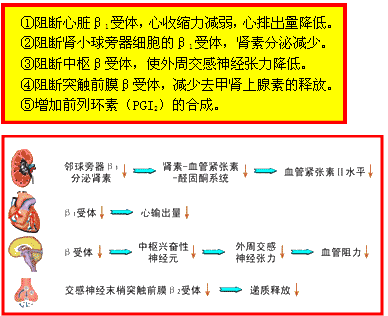 ①阻断心脏β₁受体，心收缩力减弱，心排出量降低。
②阻断肾小球旁器细胞的β₁受体，肾素分泌减少。
③阻断中枢β受体，使外周交感神经张力降低。
④阻断突触前膜β受体，减少去甲肾上腺素的释放。
⑤增加前列环素（PGI₂）的合成。
邻球旁器β₁ 分泌肾素↓ → 肾素-血管紧张素 -醛固酮系统↓ → 血管紧张素Ⅱ水平↓
β₁受体↓ → 心输出量↓
β受体↓ → 中枢兴奋性 神经元↓ → 外周交感 神经张力↓ → 血管阻力↓
交感神经末梢突触前膜β₂受体↓ → 递质释放↓